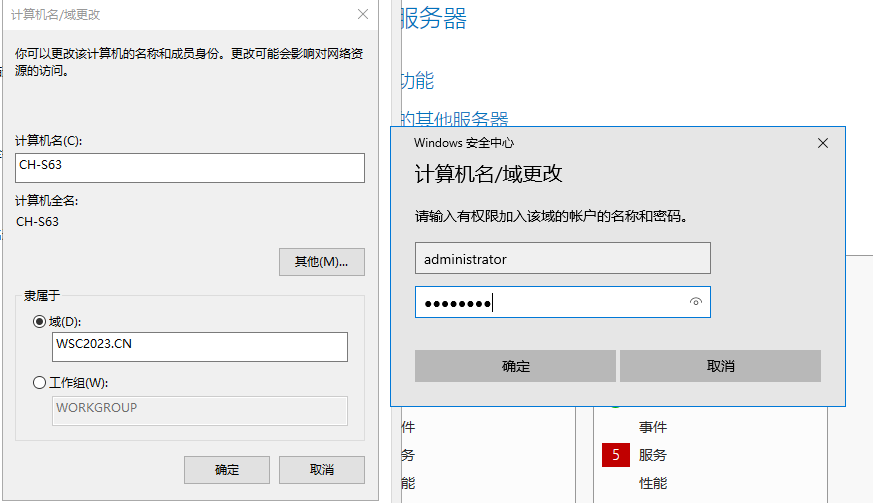 计算机名/域更改
你可以更改该计算机的名称和成员身份。更改可能会影响对网络资
源的访问。
计算机名(C):
CH-S63
计算机全名:
CH-S63
其他(M)...
隶属于
域(D):
WSC2023.CN
工作组(W):
WORKGROUP
确定
取消
服务器
功能
的其他服务器
Windows 安全中心
计算机名/域更改
请输入有权限加入该域的帐户的名称和密码。
administrator
●●●●●●●●
确定
取消
件
务
能
事件
5
服务
性能